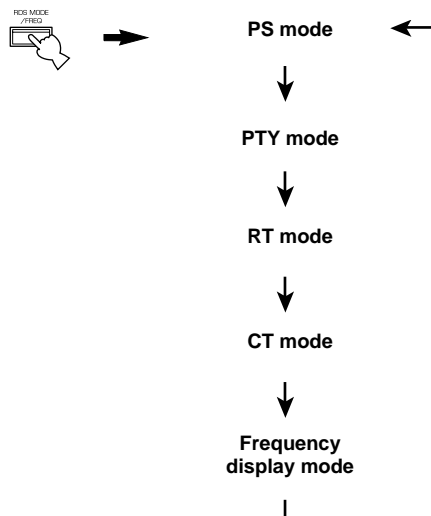 RDS MODE
/FREQ
PS mode
PTY mode
RT mode
CT mode
Frequency
display mode